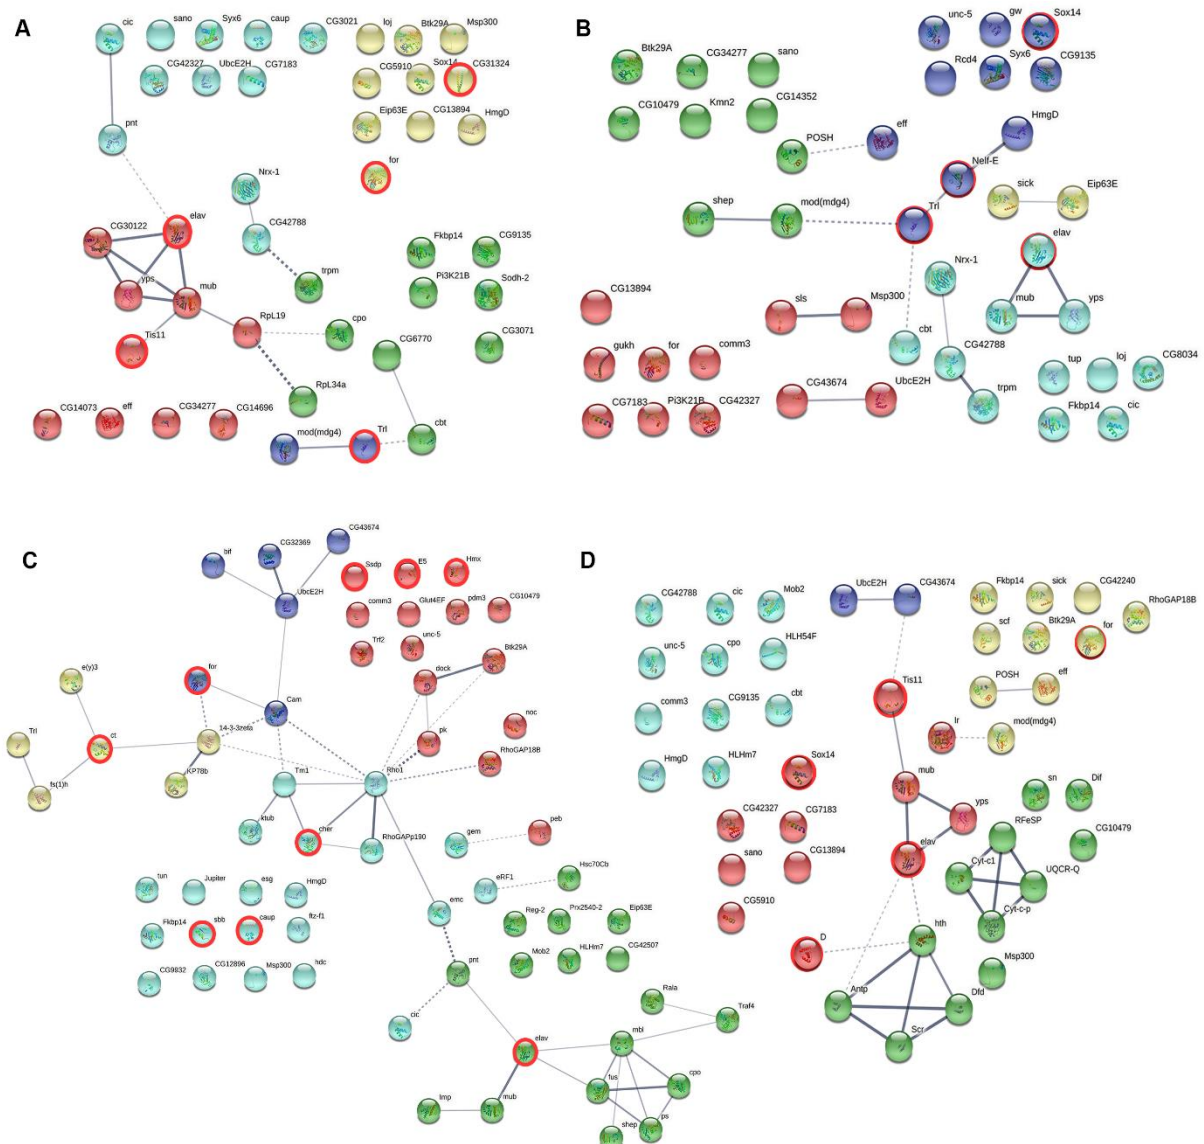 A
cic
sano
Syx6
caup
CG3021
loj
Btk29A
Msp300
CG42327
UbcE2H
CG7183
CG5910
Sox14
CG31324
Eip63E
CG13894
HmgD
pnt
for
Nrx-1
elav
CG30122
CG42788
Fkbp14
CG9135
yps
mub
trpm
Pi3K21B
Sodh-2
Tis11
RpL19
cpo
CG3071
CG6770
RpL34a
CG14073
eff
CG34277
CG14696
mod(mdg4)
Trl
cbt
B
unc-5
gw
Sox14
Btk29A
CG34277
sano
Rcd4
Syx6
CG9135
CG10479
Kmn2
CG14352
POSH
eff
HmgD
Nelf-E
sick
Eip63E
shep
mod(mdg4)
Trl
elav
Nrx-1
CG13894
sls
Msp300
mub
yps
cbt
CG42788
gukh
for
comm3
tup
loj
CG8034
CG43674
UbcE2H
trpm
CG7183
Pi3K21B
CG42327
Fkbp14
cic
C
CG43674
CG32369
bif
Ssdp
E5
Hmx
UbcE2H
comm3
Glut4EF
pdm3
CG10479
Trf2
unc-5
Btk29A
e(y)3
for
dock
Cam
noc
14-3-3zeta
pk
Trl
ct
RhoGAP18B
KP78b
Tm1
Rho1
fs(1)h
ktub
cher
RhoGAPp190
gem
peb
Hsc70Cb
eRF1
tun
Jupiter
esg
HmgD
emc
Reg-2
Prx2540-2
Eip63E
Fkbp14
sbb
caup
ftz-f1
Mob2
HLHm7
CG42507
CG9932
CG12896
Msp300
hdc
pnt
Rala
Traf4
cic
elav
mbl
fus
cpo
Imp
mub
shep
ps
D
CG42788
cic
Mob2
UbcE2H
CG43674
Fkbp14
sick
CG42240
RhoGAP18B
scf
Btk29A
for
unc-5
cpo
HLH54F
Tis11
POSH
eff
comm3
CG9135
cbt
lr
mod(mdg4)
HmgD
HLHm7
Sox14
mub
sn
Dif
yps
RFeSP
CG10479
CG42327
CG7183
elav
Cyt-c1
UQCR-Q
sano
CG13894
Cyt-c-p
CG5910
D
hth
Msp300
Antp
Dfd
Scr